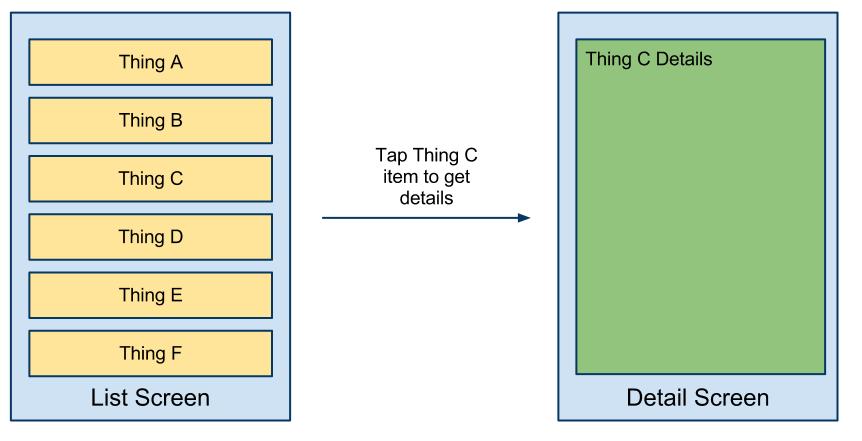 Thing A
Thing B
Thing C
Thing D
Thing E
Thing F
List Screen
Tap Thing C
item to get
details
Thing C Details
Detail Screen